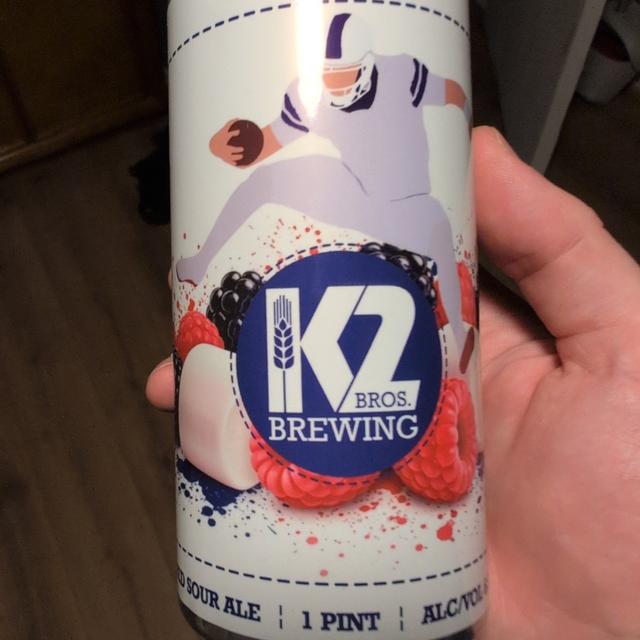 K2
BROS.
BREWING
SOUR ALE | 1 PINT | ALC/VOL